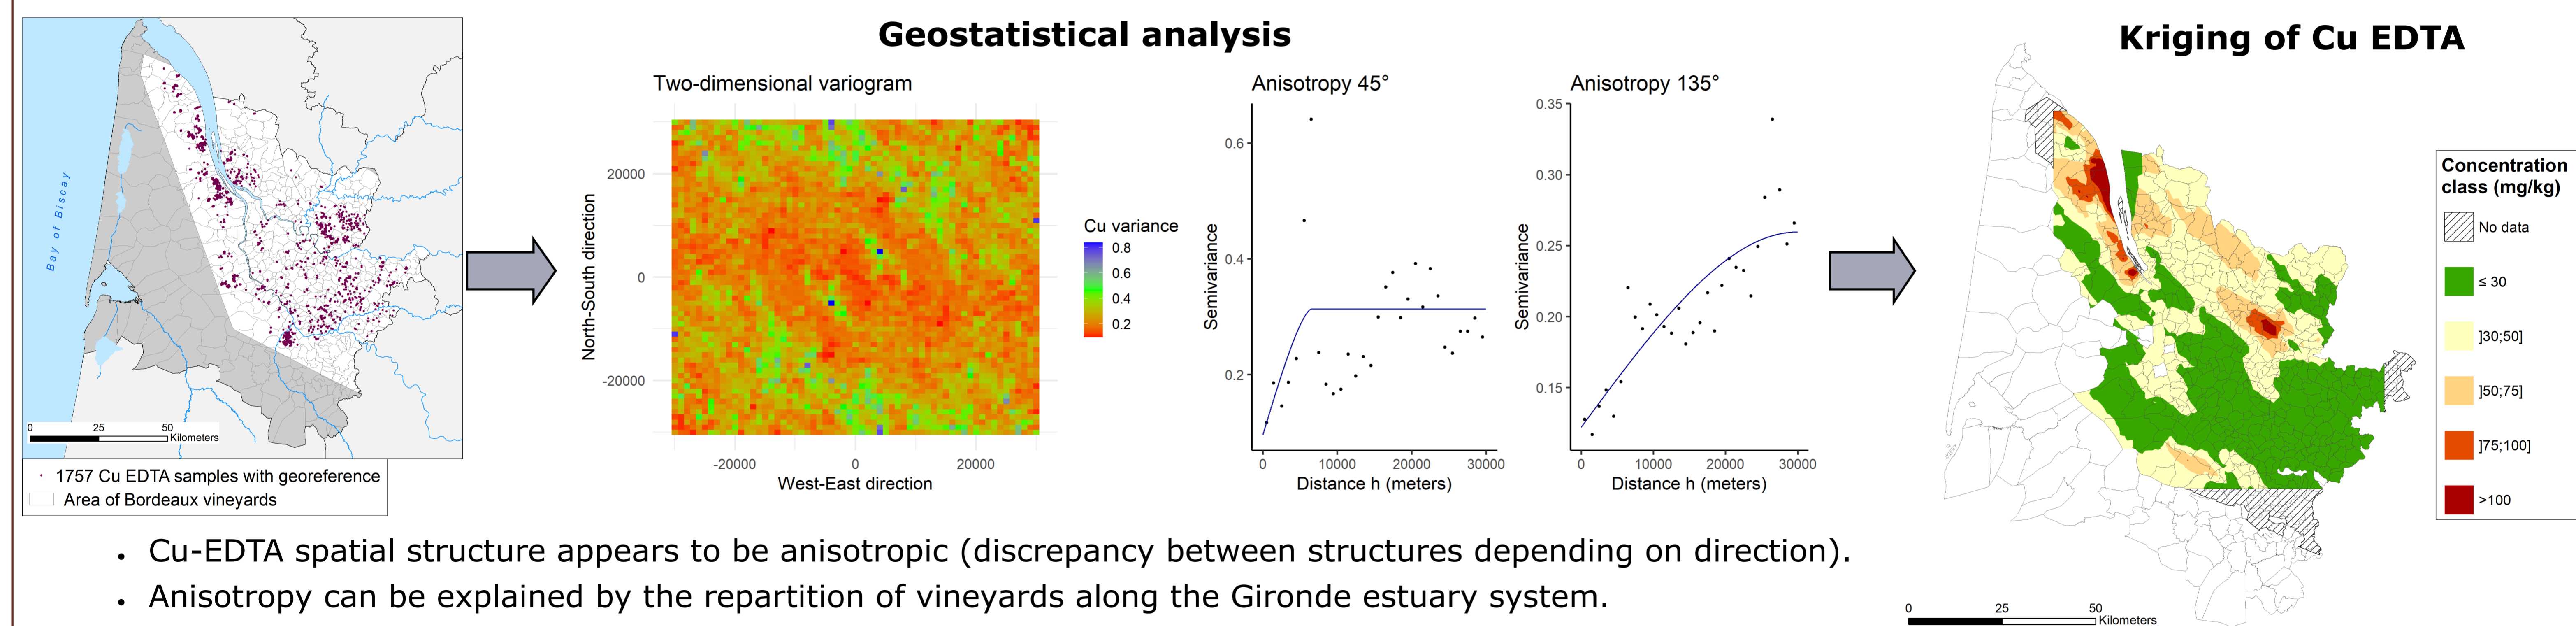 Geostatistical analysis
Kriging of Cu EDTA
Bay of Biscay
0 25 50
Kilometers
· 1757 Cu EDTA samples with georeference
Area of Bordeaux vineyards
Two-dimensional variogram
North-South direction
20000
0
-20000
-20000 0 20000
West-East direction
Cu variance
0.8
0.6
0.4
0.2
Anisotropy 45°
Semivariance
0.6
0.4
0.2
0 10000 20000 30000
Distance h (meters)
Anisotropy 135°
Semivariance
0.35
0.30
0.25
0.20
0.15
0 10000 20000 30000
Distance h (meters)
Concentration
class (mg/kg)
No data
≤ 30
]30;50]
]50;75]
]75;100]
>100
0 25 50
Kilometers
• Cu-EDTA spatial structure appears to be anisotropic (discrepancy between structures depending on direction).
• Anisotropy can be explained by the repartition of vineyards along the Gironde estuary system.